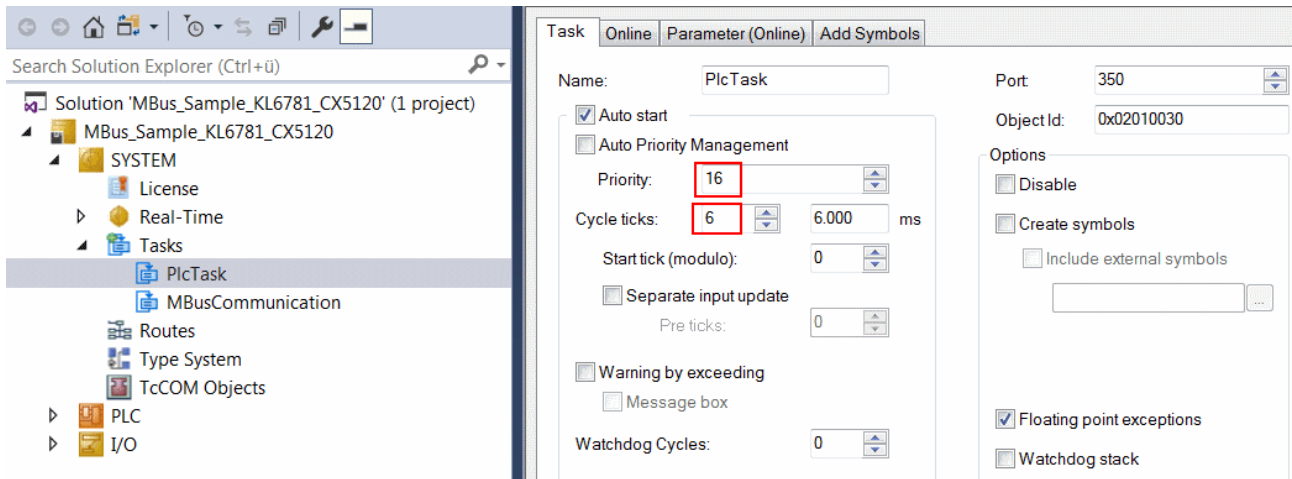 Search Solution Explorer (Ctrl+ü)
Solution 'MBus_Sample_KL6781_CX5120' (1 project)
MBus_Sample_KL6781_CX5120
SYSTEM
License
Real-Time
Tasks
PlcTask
MBusCommunication
Routes
Type System
TcCOM Objects
PLC
I/O
Task Online Parameter (Online) Add Symbols
Name: PlcTask
Auto start
Auto Priority Management
Priority: 16
Cycle ticks: 6 6.000 ms
Start tick (modulo): 0
Separate input update
Pre ticks: 0
Warning by exceeding
Message box
Watchdog Cycles: 0
Port: 350
Object Id: 0x02010030
Options
Disable
Create symbols
Include external symbols
...
Floating point exceptions
Watchdog stack